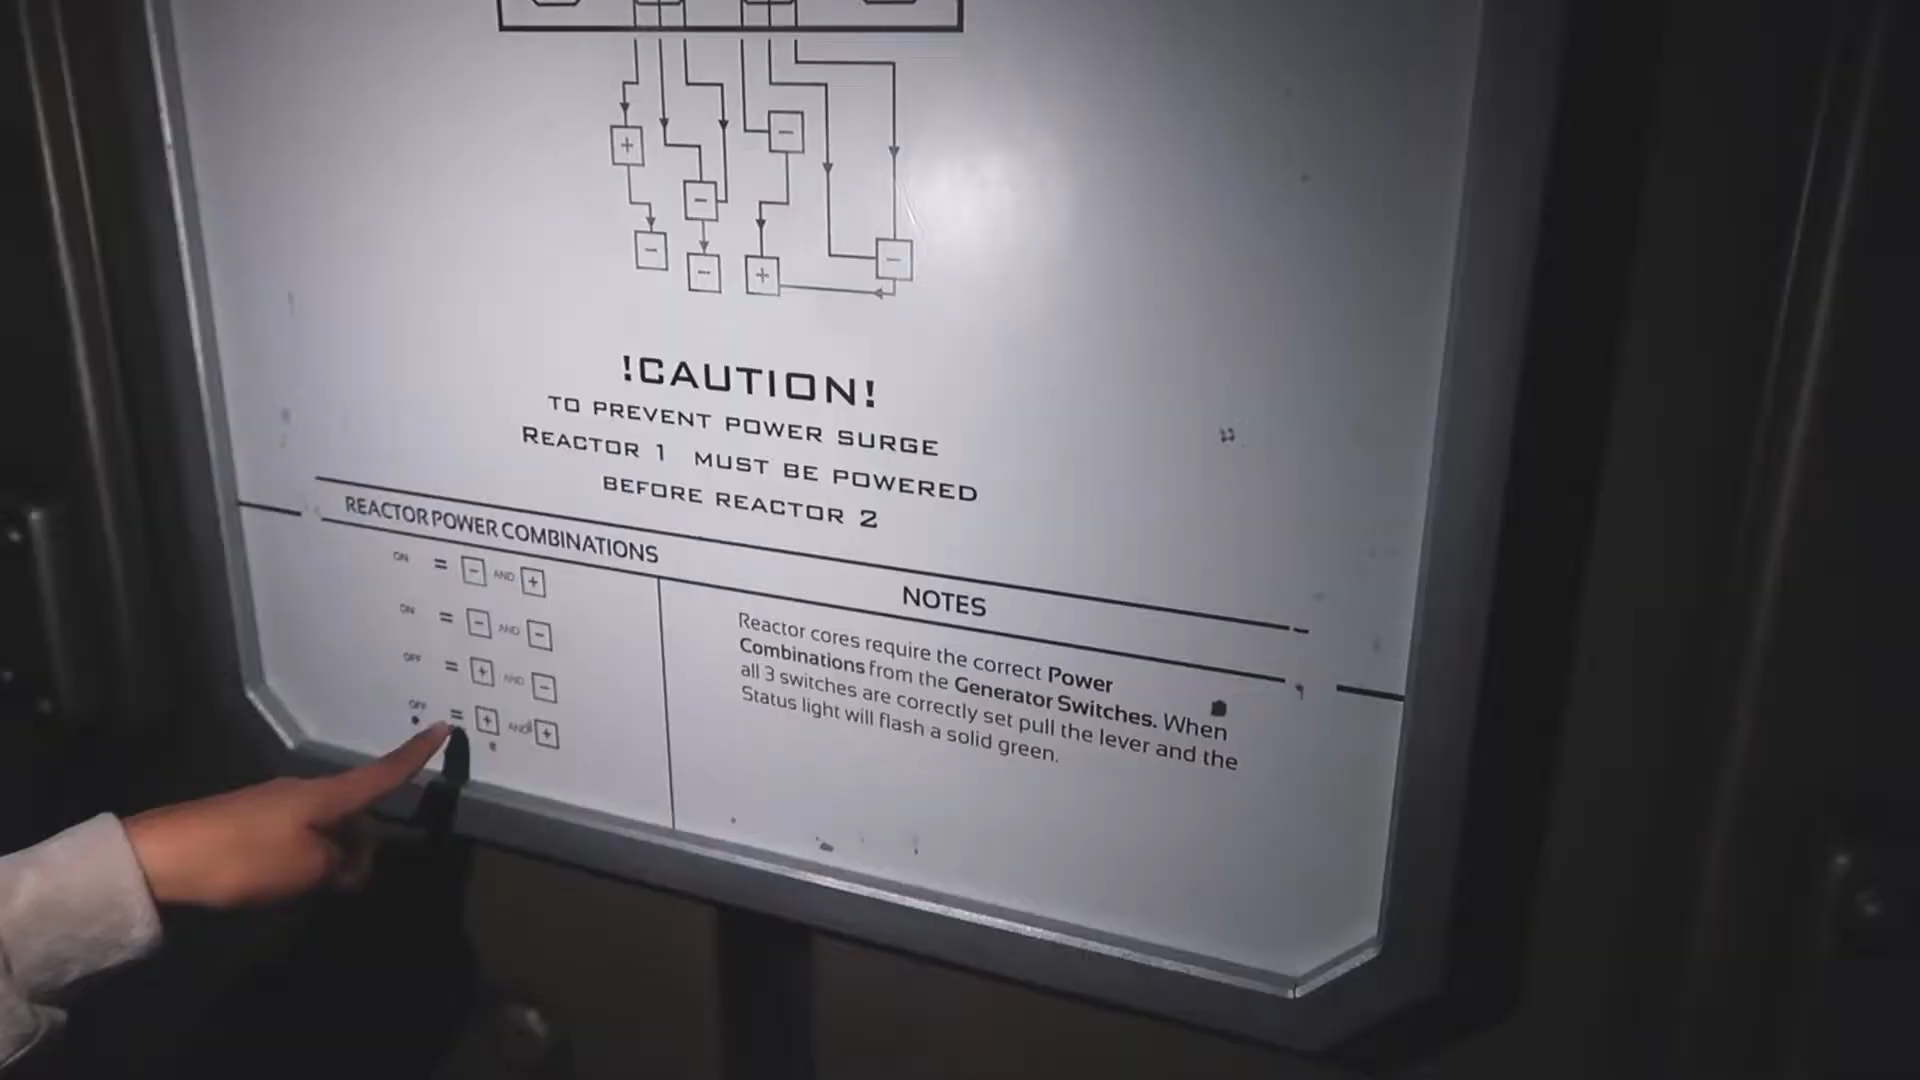 +
-
-
-
-
+
-
!CAUTION!
TO PREVENT POWER SURGE
REACTOR 1 MUST BE POWERED
BEFORE REACTOR 2
REACTOR POWER COMBINATIONS
ON = - AND +
ON = - AND -
OFF = + AND -
OFF = + AND +
NOTES
Reactor cores require the correct Power
Combinations from the Generator Switches. When
all 3 switches are correctly set pull the lever and the
Status light will flash a solid green.